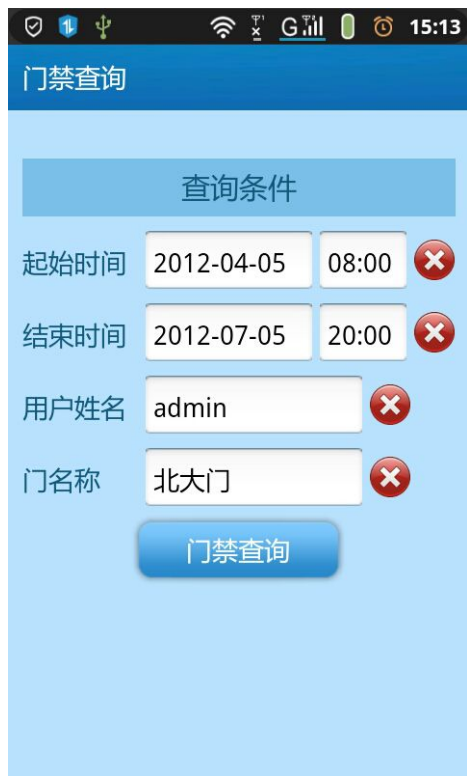 G 15:13
门禁查询
查询条件
起始时间 2012-04-05 08:00
结束时间 2012-07-05 20:00
用户姓名 admin
门名称 北大门
门禁查询